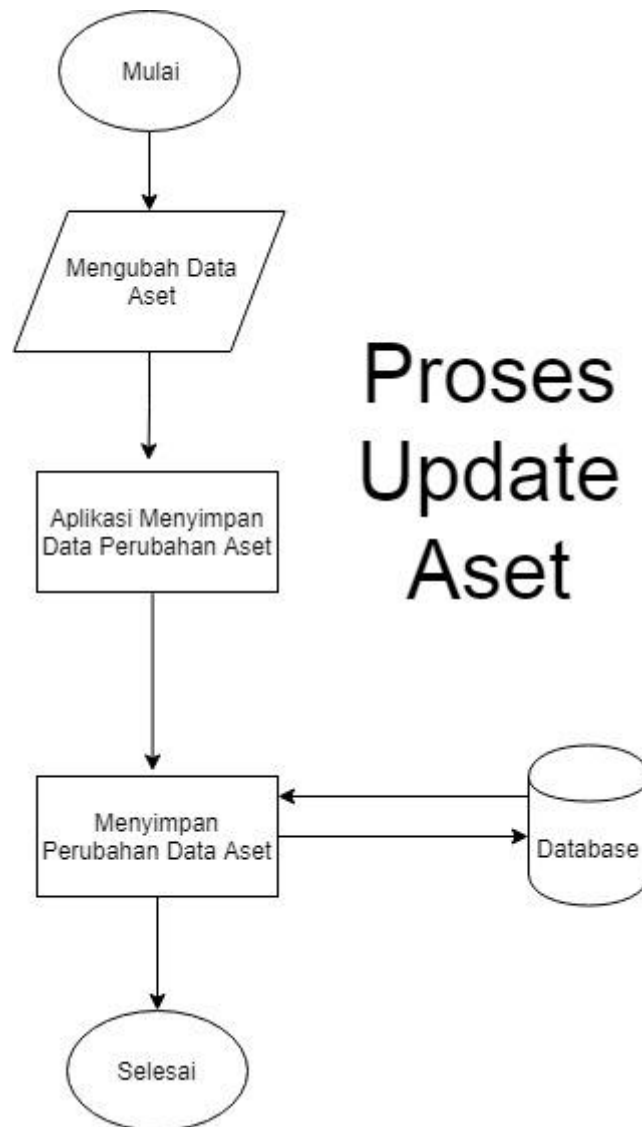 Mulai
Mengubah Data
Aset
Proses
Update
Aset
Aplikasi Menyimpan
Data Perubahan Aset
Menyimpan
Perubahan Data Aset
Database
Selesai